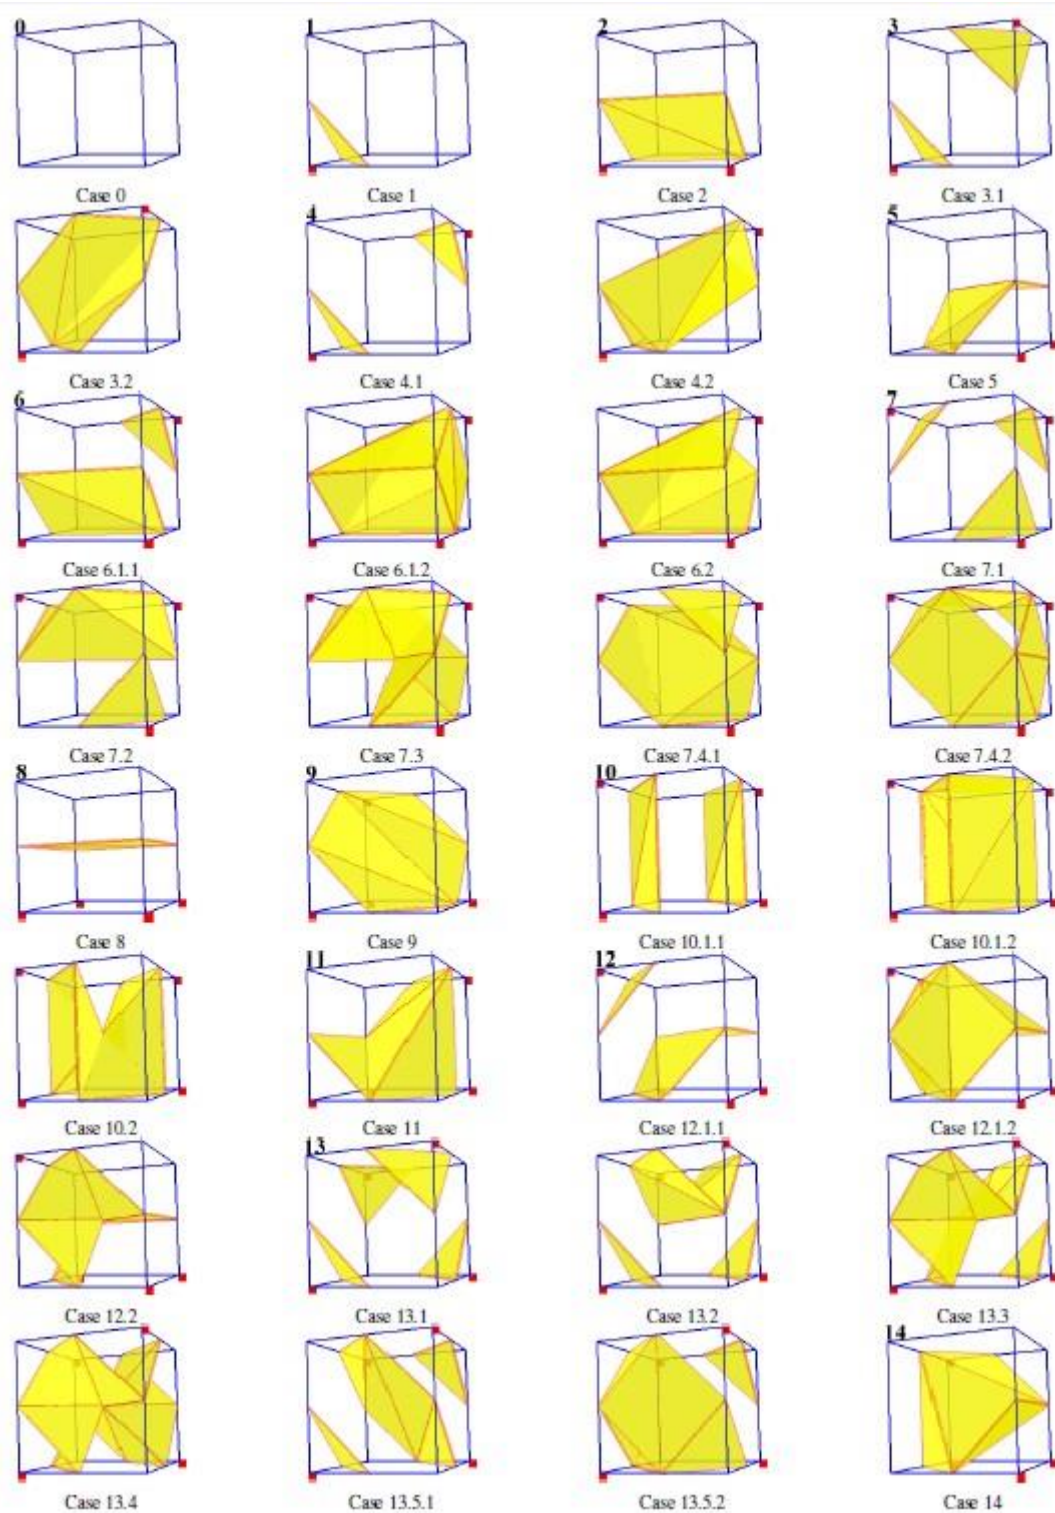 0 1 2 3
Case 0 Case 1 Case 2 Case 3.1
4 5
Case 3.2 Case 4.1 Case 4.2 Case 5
6 7
Case 6.1.1 Case 6.1.2 Case 6.2 Case 7.1
Case 7.2 Case 7.3 Case 7.4.1 Case 7.4.2
8 9 10
Case 8 Case 9 Case 10.1.1 Case 10.1.2
11 12
Case 10.2 Case 11 Case 12.1.1 Case 12.1.2
13
Case 12.2 Case 13.1 Case 13.2 Case 13.3
14
Case 13.4 Case 13.5.1 Case 13.5.2 Case 14